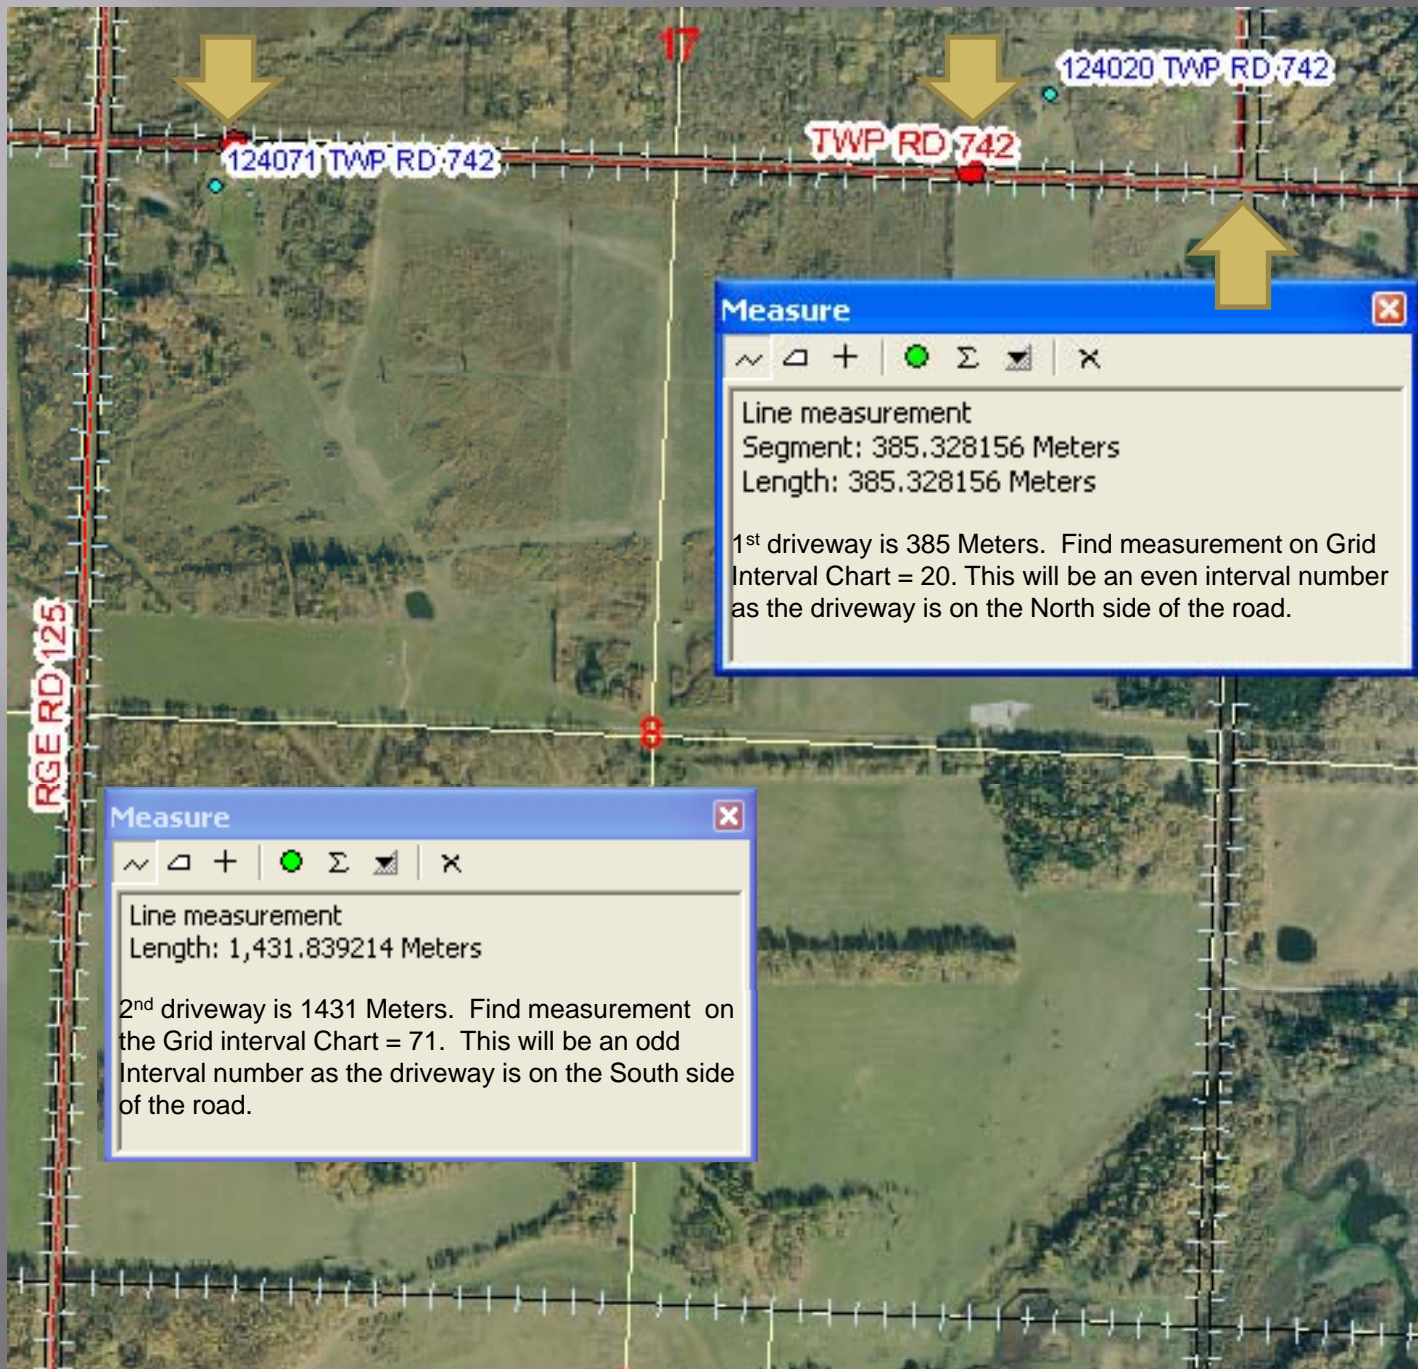 17
124020 TWP RD 742
TWP RD 742
124071 TWP RD 742
Measure
Line measurement
Segment: 385.328156 Meters
Length: 385.328156 Meters
1st driveway is 385 Meters. Find measurement on Grid
Interval Chart = 20. This will be an even interval number
as the driveway is on the North side of the road.
RGE RD 125
8
Measure
Line measurement
Length: 1,431.839214 Meters
2nd driveway is 1431 Meters. Find measurement on
the Grid interval Chart = 71. This will be an odd
Interval number as the driveway is on the South side
of the road.